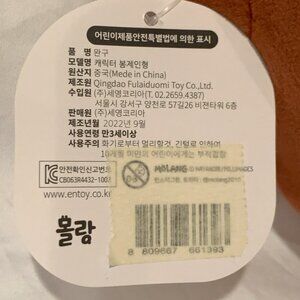 어린이제품안전특별법에 의한 표시
품 명 완구
모델명 캐릭터 봉제인형
원산지 중국(Made in China)
제조원 Qingdao Fulaiduomi Toy Co.,Ltd.
수입원 (주)세영코리아(T. 02.2659-4387)
서울시 강서구 양천로 57길26 비젼타워 6층
판매원 (주)세영코리아
제조년월 2022년 9월
사용연령 만3세이상
사용주의 화기로부터 멀리할것, 긴털로 인하여
10개월 미만의 어린이에게는 부적합함
안전확인신고번호
CB063R4432-
www.entoy.co.kr
몰랑
MOLANG
8 809667 661393